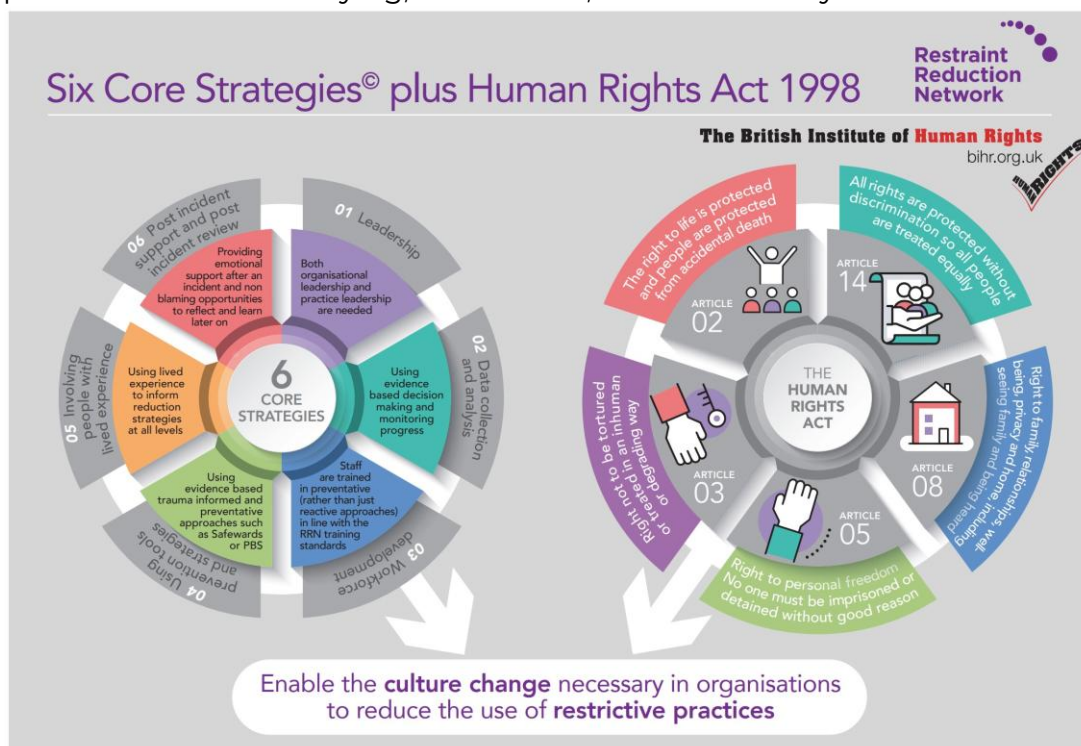 Six Core Strategies© plus Human Rights Act 1998
Restraint
Reduction
Network
The British Institute of Human Rights
bihr.org.uk
HUMAN
RIGHTS
01 Leadership
Both
organisational
leadership and
practice leadership
are needed
02 Data collection
and analysis
Using
evidence
based decision
making and
monitoring
progress
03 Workforce
development
Staff
are trained
in preventative
(rather than just
reactive approaches)
in line with the
RRN training
standards
04 Using
prevention tools
and strategies
Using
evidence based
trauma informed and
preventative
approaches such
as Safewards
or PBS
05 Involving
people with
lived experience
Using lived
experience
to inform
reduction
strategies
at all levels
06 Post incident
support and post
incident review
Providing
emotional
support after an
incident and non
blaming opportunities
to reflect and learn
later on
6
CORE
STRATEGIES
The right to life is protected
and people are protected
from accidental death
ARTICLE
02
All rights are protected without
discrimination so all people
are treated equally
ARTICLE
14
Right to family relationships, well-
being, privacy and home, including
seeing family and being heard
ARTICLE
08
Right to personal freedom
No one must be imprisoned or
detained without good reason
ARTICLE
05
Right not to be tortured
or treated in an inhuman
or degrading way
ARTICLE
03
THE
HUMAN
RIGHTS
ACT
Enable the culture change necessary in organisations
to reduce the use of restrictive practices